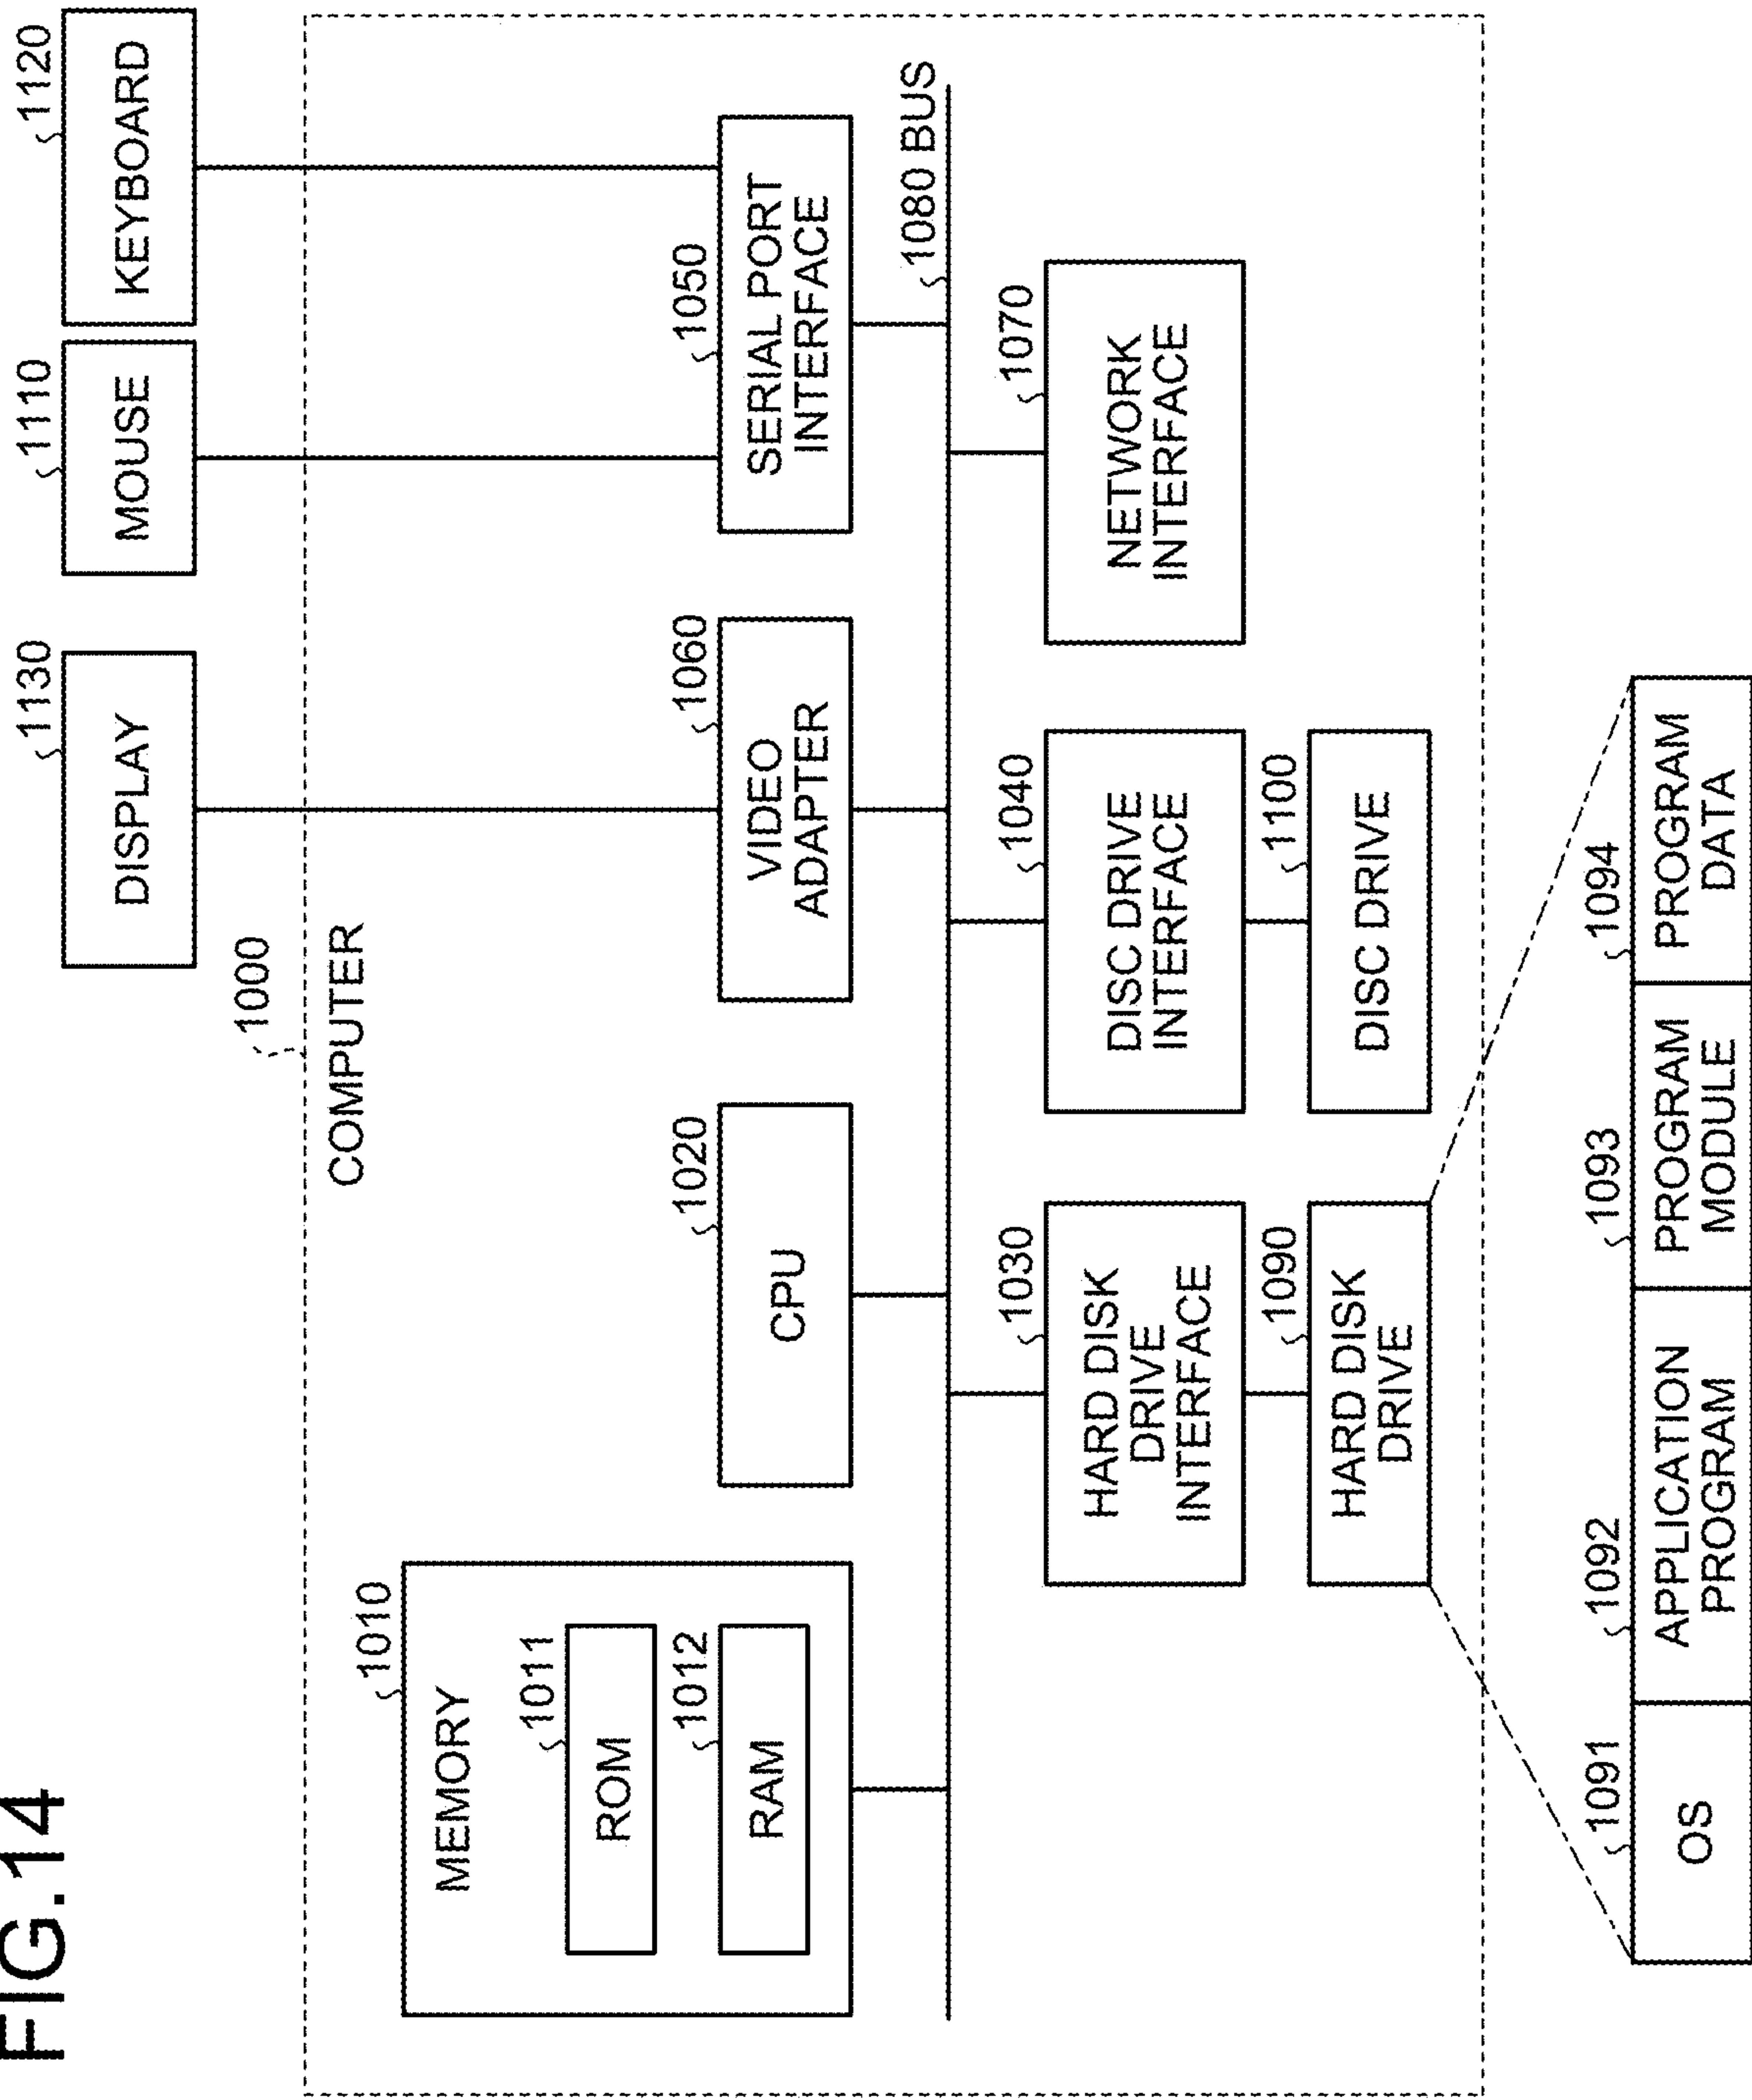 FIG.14
1130
DISPLAY
1110
MOUSE
1120
KEYBOARD
1000
COMPUTER
1010
MEMORY
1011
ROM
1012
RAM
1020
CPU
1060
VIDEO
ADAPTER
1050
SERIAL PORT
INTERFACE
1080 BUS
1030
HARD DISK
DRIVE
INTERFACE
1040
DISC DRIVE
INTERFACE
1070
NETWORK
INTERFACE
1090
HARD DISK
DRIVE
1100
DISC DRIVE
1091
OS
1092
APPLICATION
PROGRAM
1093
PROGRAM
MODULE
1094
PROGRAM
DATA